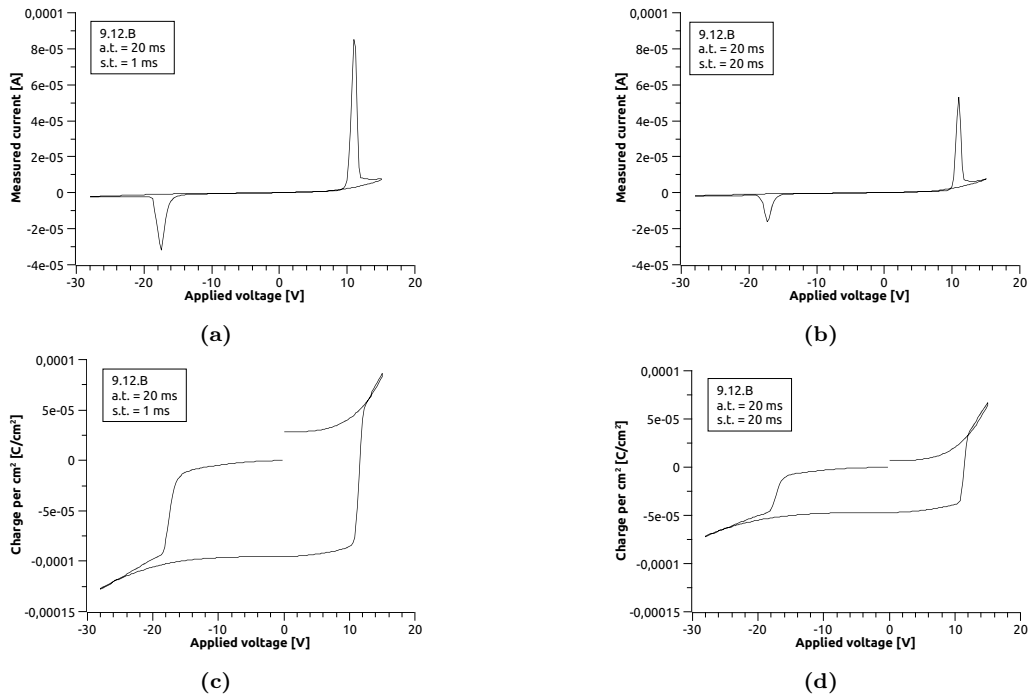 0,0001
8e-05
6e-05
4e-05
2e-05
0
-2e-05
-4e-05
Measured current [A]
9.12.B
a.t. = 20 ms
s.t. = 1 ms
-30 -20 -10 0 10 20
Applied voltage [V]
(a)
0,0001
8e-05
6e-05
4e-05
2e-05
0
-2e-05
-4e-05
Measured current [A]
9.12.B
a.t. = 20 ms
s.t. = 20 ms
-30 -20 -10 0 10 20
Applied voltage [V]
(b)
0,0001
5e-05
0
-5e-05
-0,0001
-0,00015
Charge per cm² [C/cm²]
9.12.B
a.t. = 20 ms
s.t. = 1 ms
-30 -20 -10 0 10 20
Applied voltage [V]
(c)
0,0001
5e-05
0
-5e-05
-0,0001
-0,00015
Charge per cm² [C/cm²]
9.12.B
a.t. = 20 ms
s.t. = 20 ms
-30 -20 -10 0 10 20
Applied voltage [V]
(d)